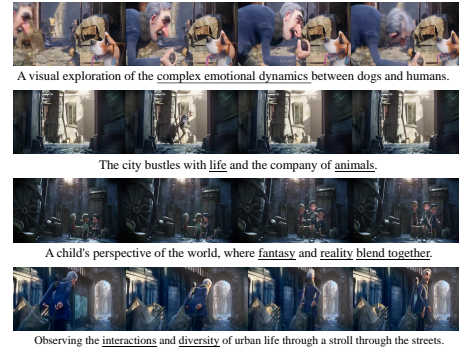 A visual exploration of the complex emotional dynamics between dogs and humans.
The city bustles with life and the company of animals.
A child's perspective of the world, where fantasy and reality blend together.
Observing the interactions and diversity of urban life through a stroll through the streets.